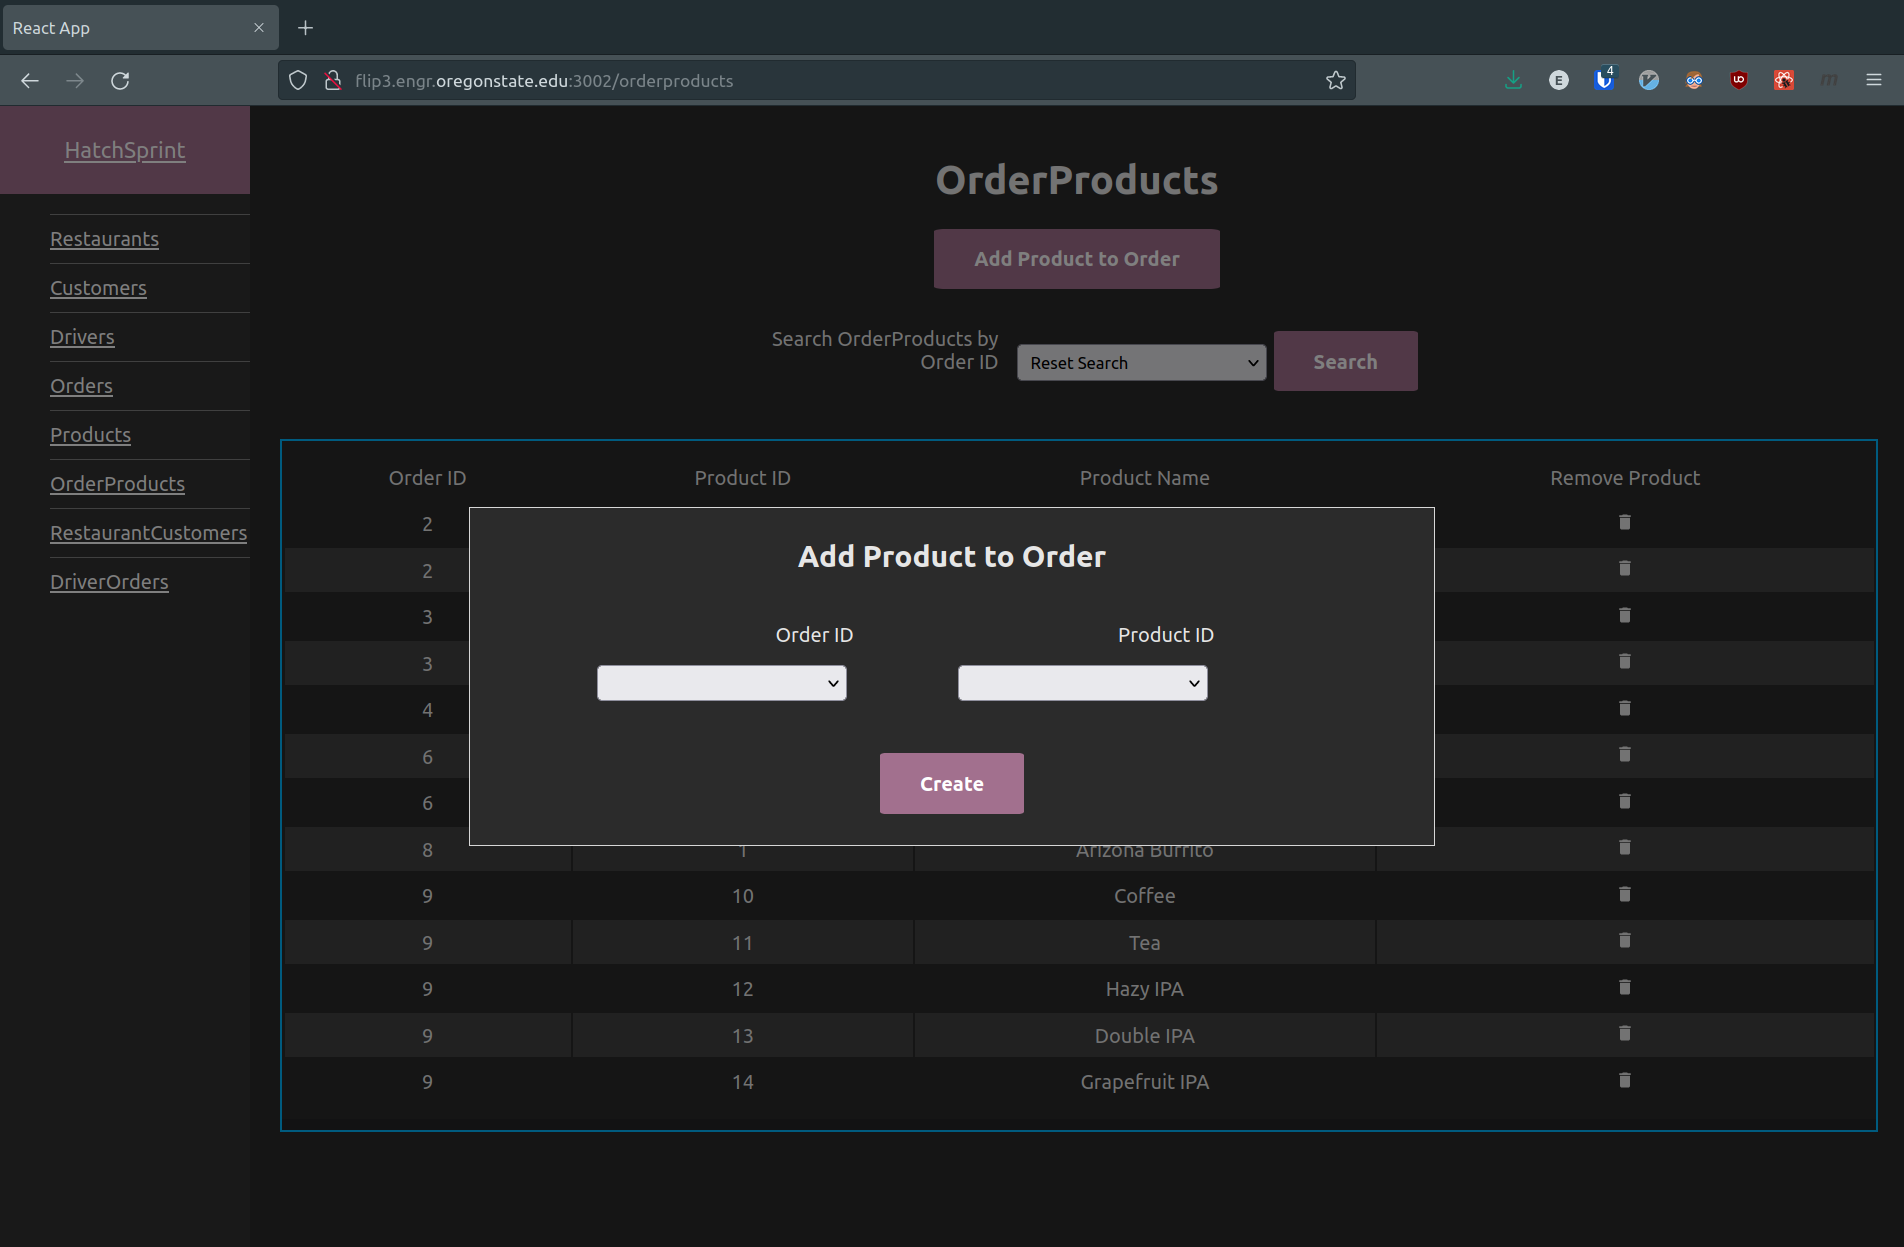 React App
flip3.engr.oregonstate.edu:3002/orderproducts
E
4
m
HatchSprint
Restaurants
Customers
Drivers
Orders
Products
OrderProducts
RestaurantCustomers
DriverOrders
OrderProducts
Add Product to Order
Search OrderProducts by
Order ID
Reset Search
Search
Order ID Product ID Product Name Remove Product
2
2
3
3
4
6
6
Add Product to Order
Order ID Product ID
Create
8 1 Arizona Burrito
9 10 Coffee
9 11 Tea
9 12 Hazy IPA
9 13 Double IPA
9 14 Grapefruit IPA